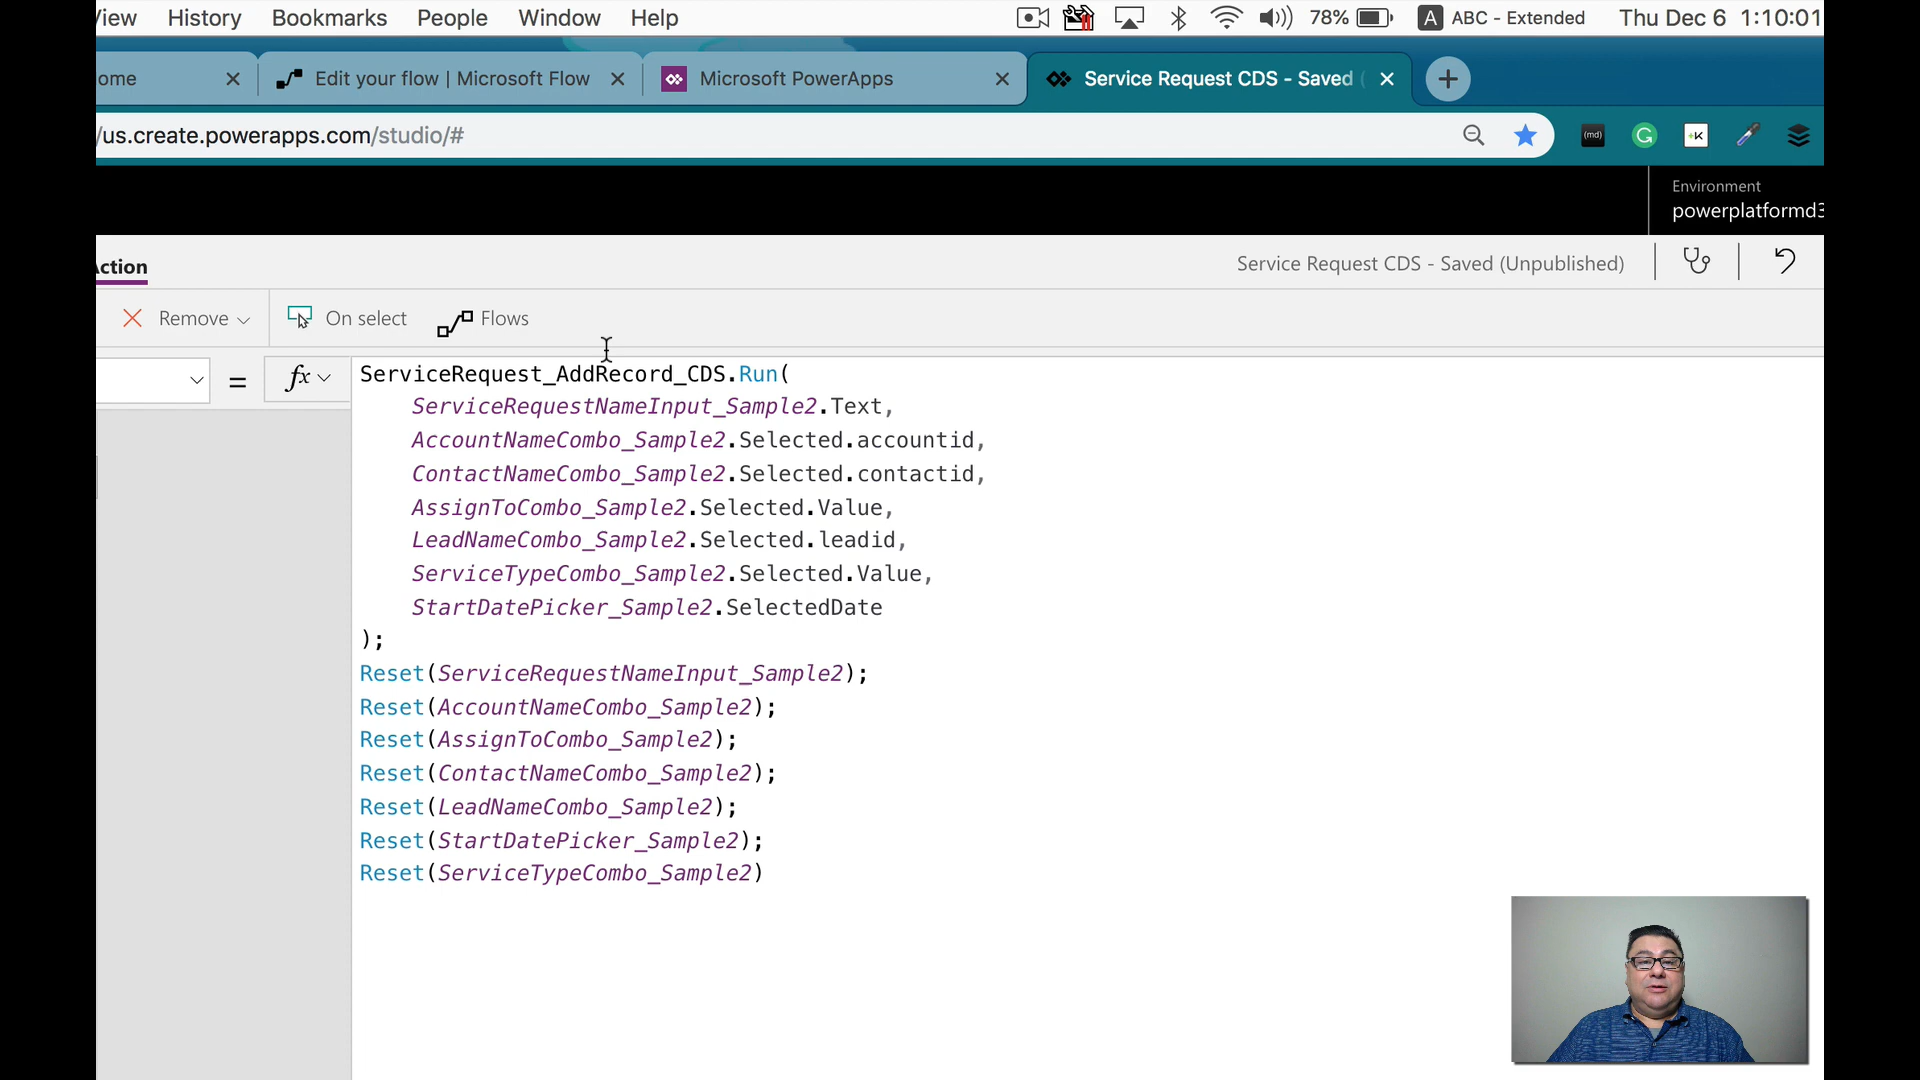 View History Bookmarks People Window Help 78% A ABC - Extended Thu Dec 6 1:10:01
ome Edit your flow | Microsoft Flow Microsoft PowerApps Service Request CDS - Saved (
/us.create.powerapps.com/studio/#
(md) G +K
Environment
powerplatformd3
Action Service Request CDS - Saved (Unpublished)
Remove On select Flows
= fx
ServiceRequest_AddRecord_CDS.Run(
ServiceRequestNameInput_Sample2.Text,
AccountNameCombo_Sample2.Selected.accountid,
ContactNameCombo_Sample2.Selected.contactid,
AssignToCombo_Sample2.Selected.Value,
LeadNameCombo_Sample2.Selected.leadid,
ServiceTypeCombo_Sample2.Selected.Value,
StartDatePicker_Sample2.SelectedDate
);
Reset(ServiceRequestNameInput_Sample2);
Reset(AccountNameCombo_Sample2);
Reset(AssignToCombo_Sample2);
Reset(ContactNameCombo_Sample2);
Reset(LeadNameCombo_Sample2);
Reset(StartDatePicker_Sample2);
Reset(ServiceTypeCombo_Sample2)